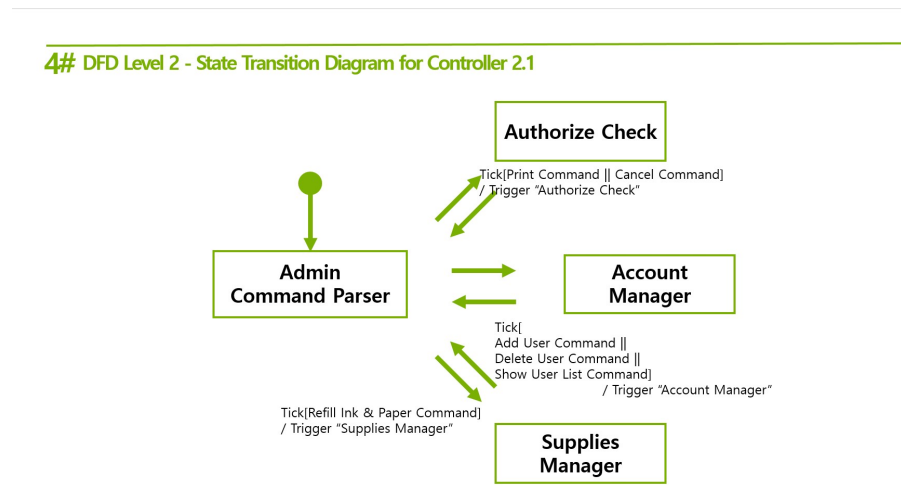 4# DFD Level 2 - State Transition Diagram for Controller 2.1
Authorize Check
Tick[Print Command || Cancel Command]
/ Trigger “Authorize Check”
Admin
Command Parser
Account
Manager
Tick[
Add User Command ||
Delete User Command ||
Show User List Command]
/ Trigger “Account Manager”
Tick[Refill Ink & Paper Command]
/ Trigger “Supplies Manager”
Supplies
Manager